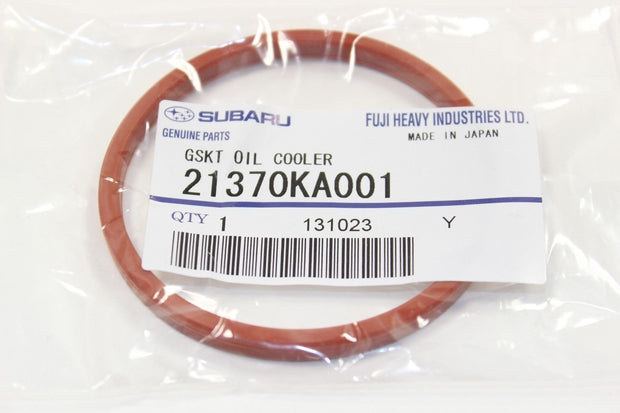 SUBARU
FUJI HEAVY INDUSTRIES LTD.
GENUINE PARTS
MADE IN JAPAN
GSKT OIL COOLER
21370KA001
QTY 1 131023 Y